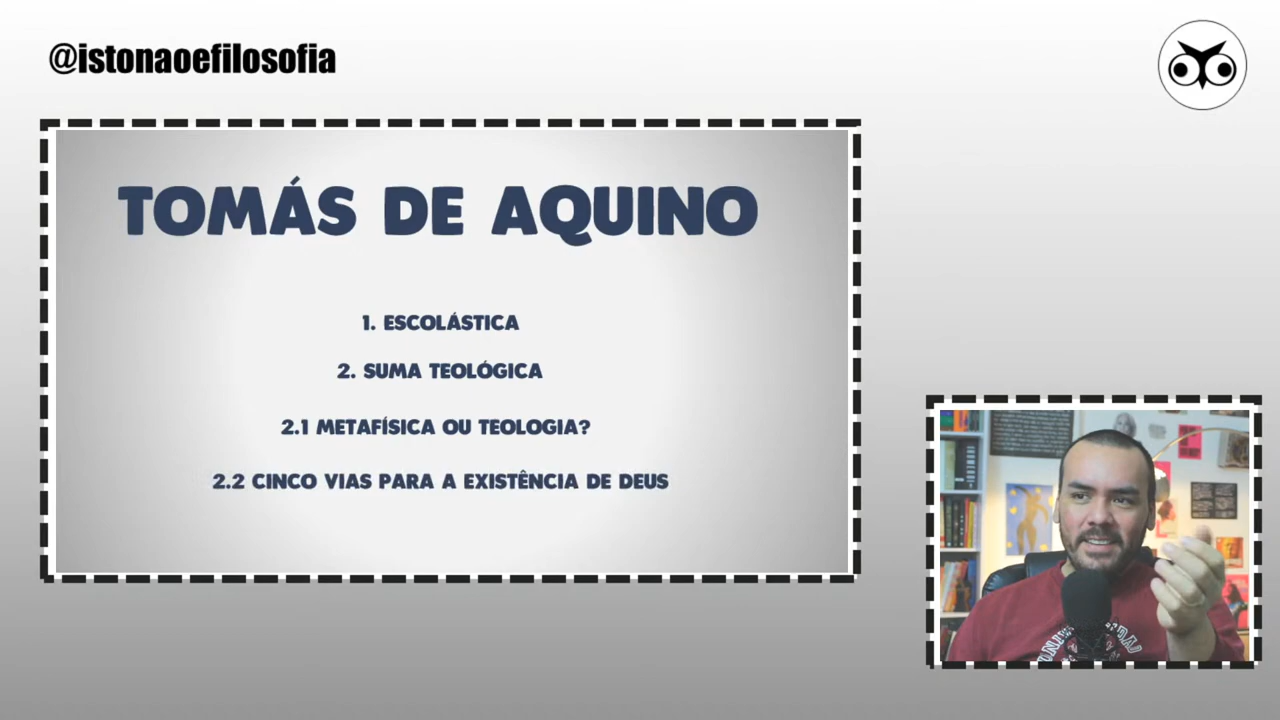 @istonaoefilosofia
TOMÁS DE AQUINO
1. ESCOLÁSTICA
2. SUMA TEOLÓGICA
2.1 METAFÍSICA OU TEOLOGIA?
2.2 CINCO VIAS PARA A EXISTÊNCIA DE DEUS